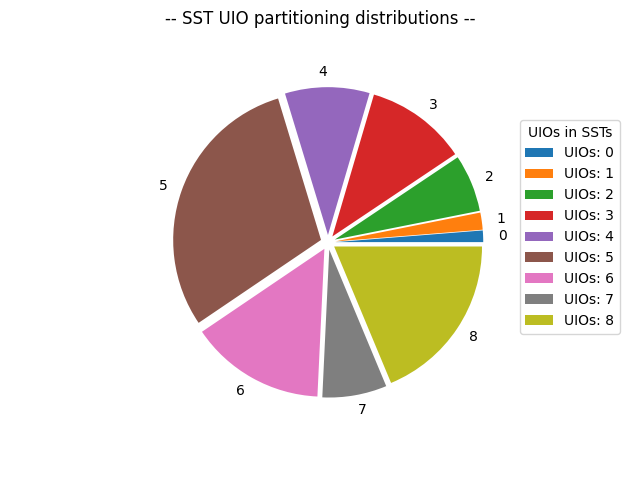 -- SST UIO partitioning distributions --
4
3
5
2
1
0
6
7
8
UIOs in SSTs
UIOs: 0
UIOs: 1
UIOs: 2
UIOs: 3
UIOs: 4
UIOs: 5
UIOs: 6
UIOs: 7
UIOs: 8